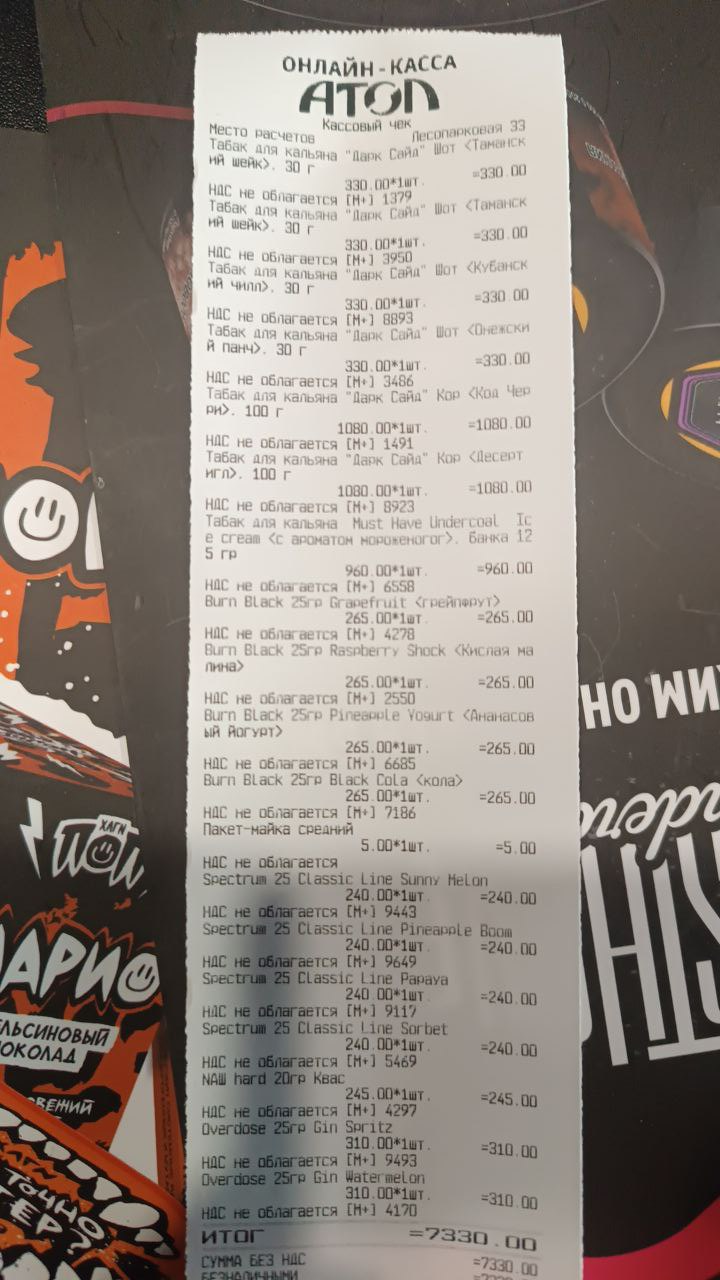 ОНЛАЙН-КАССА
АТОЛ
Кассовый чек
Место расчетов Лесопарковая 33
Табак для кальяна "Дарк Сайд" Шот <Таманск
ий шейк>. 30 г
330.00*1шт. =330.00
НДС не облагается [М+] 1379
Табак для кальяна "Дарк Сайд" Шот <Таманск
ий шейк>. 30 г
330.00*1шт. =330.00
НДС не облагается [М+] 3950
Табак для кальяна "Дарк Сайд" Шот <Кубанск
ий чилл>. 30 г
330.00*1шт. =330.00
НДС не облагается [М+] 8893
Табак для кальяна "Дарк Сайд" Шот <Онежски
й панч>. 30 г
330.00*1шт. =330.00
НДС не облагается [М+] 3486
Табак для кальяна "Дарк Сайд" Кор <Код Чер
ри>. 100 г
1080.00*1шт. =1080.00
НДС не облагается [М+] 1491
Табак для кальяна "Дарк Сайд" Кор <Десерт
игл>. 100 г
1080.00*1шт. =1080.00
НДС не облагается [М+] 8923
Табак для кальяна Must Have Undercoal Ic
e cream <с ароматом мороженогог>. банка 12
5 гр
960.00*1шт. =960.00
НДС не облагается [М+] 6558
Burn Black 25гр Grapefruit <грейпфрут>
265.00*1шт. =265.00
НДС не облагается [М+] 4278
Burn Black 25гр Raspberry Shock <Кислая ма
лина>
265.00*1шт. =265.00
НДС не облагается [М+] 2550
Burn Black 25гр Pineapple Yogurt <Ананасов
ый Йогурт>
265.00*1шт. =265.00
НДС не облагается [М+] 6685
Burn Black 25гр Black Cola <кола>
265.00*1шт. =265.00
НДС не облагается [М+] 7186
Пакет-майка средний
5.00*1шт. =5.00
НДС не облагается
Spectrum 25 Classic Line Sunny Melon
240.00*1шт. =240.00
НДС не облагается [М+] 9443
Spectrum 25 Classic Line Pineapple Boom
240.00*1шт. =240.00
НДС не облагается [М+] 9649
Spectrum 25 Classic Line Papaya
240.00*1шт. =240.00
НДС не облагается [М+] 9117
Spectrum 25 Classic Line Sorbet
240.00*1шт. =240.00
НДС не облагается [М+] 5469
NАШ hard 20гр Квас
245.00*1шт. =245.00
НДС не облагается [М+] 4297
Overdose 25гр Gin Spritz
310.00*1шт. =310.00
НДС не облагается [М+] 9493
Overdose 25гр Gin Watermelon
310.00*1шт. =310.00
НДС не облагается [М+] 4170
ИТОГ =7330.00
СУММА БЕЗ НДС =7330.00
БЕЗНАЛИЧНЫМИ
ХАГИ
ТОЧНО